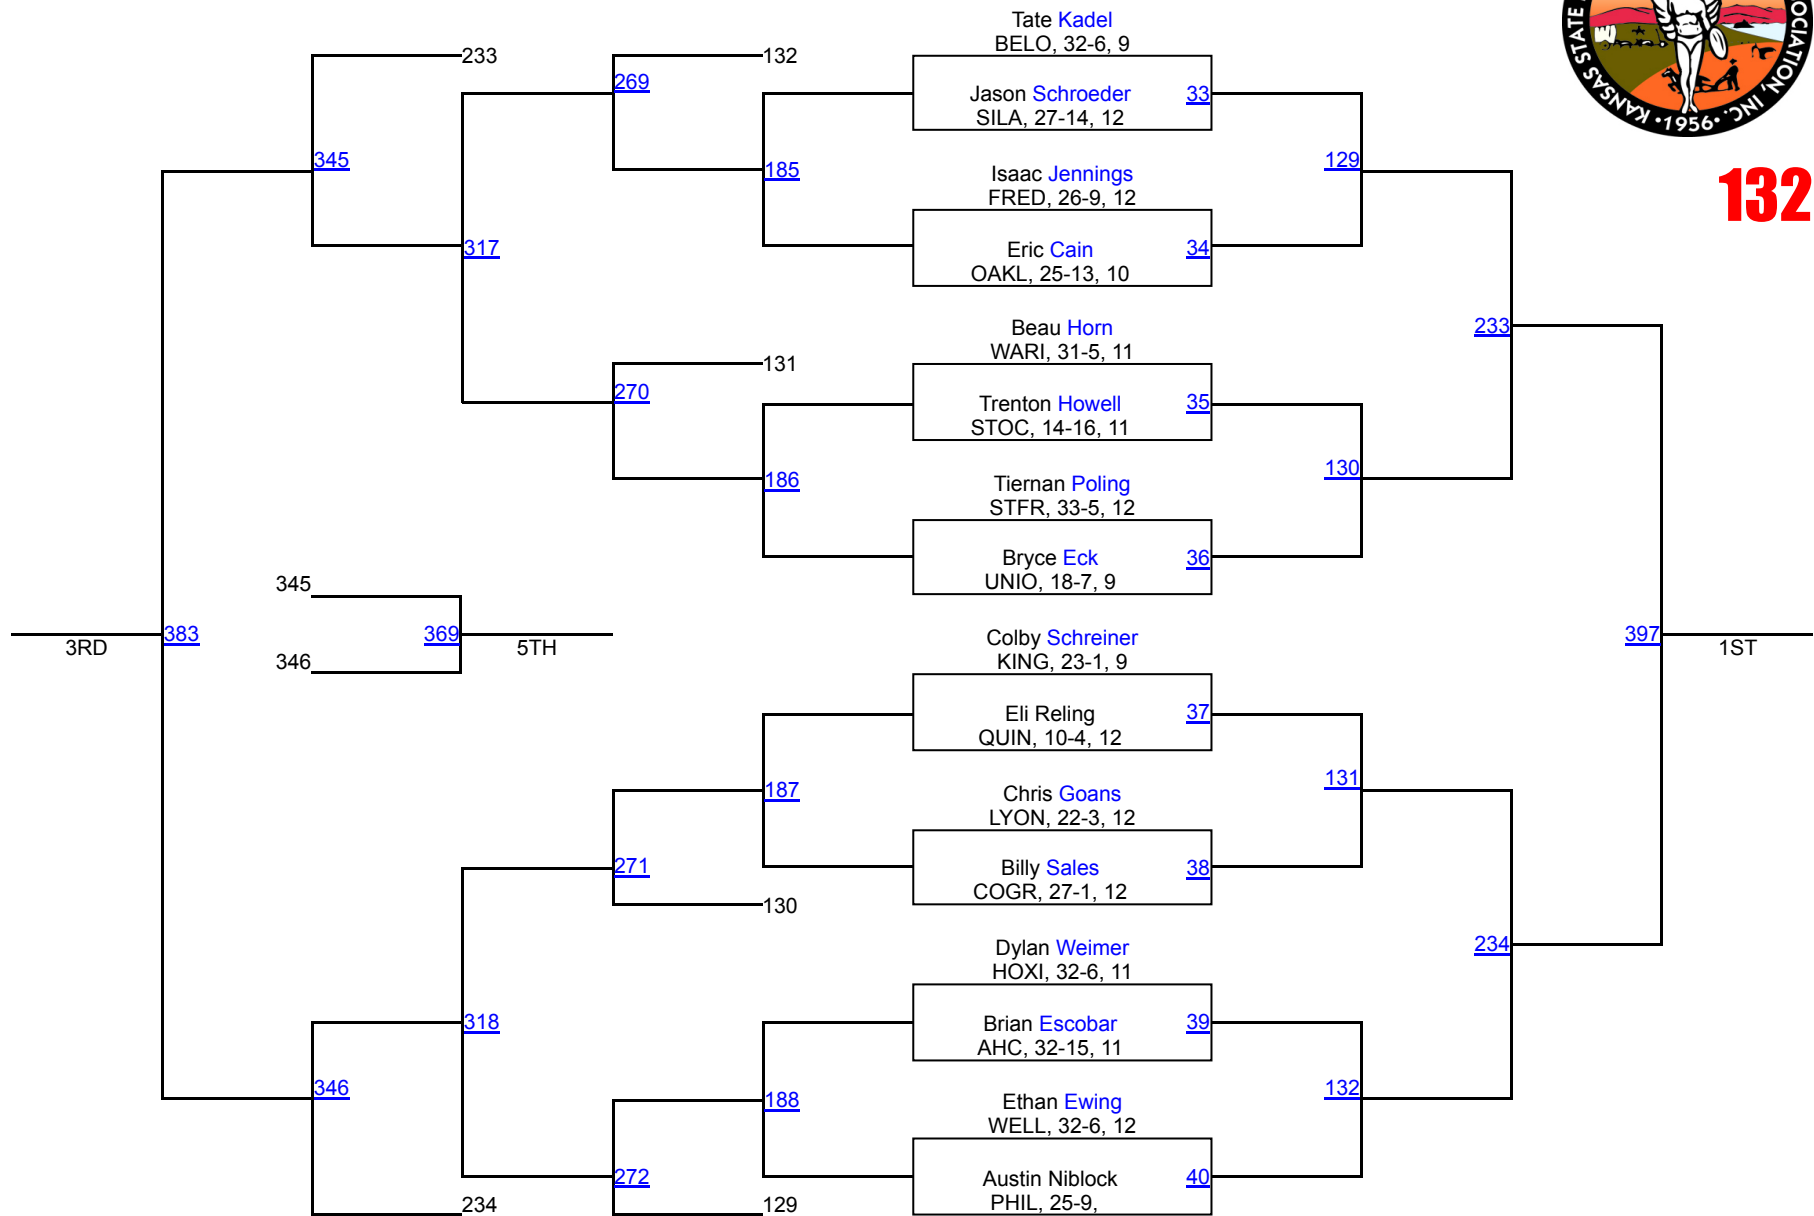 Tate Kadel
BELO, 32-6, 9
233
132
269
Jason Schroeder
33
SILA, 27-14, 12
KANSAS STATE
OCIATION, INC.
•1956•
345
185
129
Isaac Jennings
FRED, 26-9, 12
132
317
Eric Cain
34
OAKL, 25-13, 10
Beau Horn
WARI, 31-5, 11
233
131
270
Trenton Howell
35
STOC, 14-16, 11
186
130
Tiernan Poling
STFR, 33-5, 12
Bryce Eck
36
UNIO, 18-7, 9
345
3RD
383
369
5TH
346
Colby Schreiner
KING, 23-1, 9
397
1ST
Eli Reling
37
QUIN, 10-4, 12
187
131
Chris Goans
LYON, 22-3, 12
271
Billy Sales
38
COGR, 27-1, 12
130
Dylan Weimer
HOXI, 32-6, 11
234
318
Brian Escobar
39
AHC, 32-15, 11
346
188
132
Ethan Ewing
WELL, 32-6, 12
272
Austin Niblock
40
PHIL, 25-9,
234
129